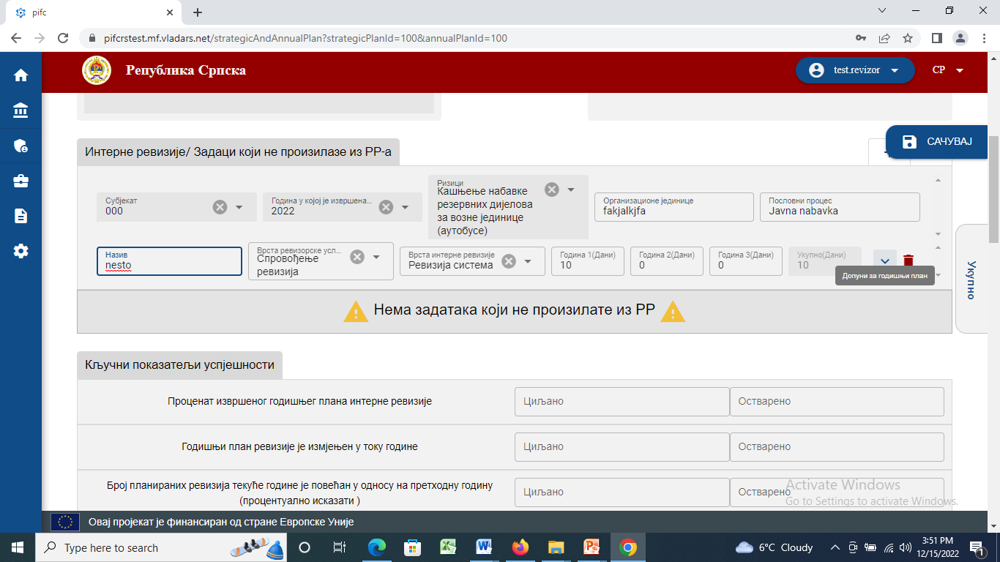 pifc
pifcrstest.mf.vladars.net/strategicAndAnnualPlan?strategicPlanId=100&annualPlanId=100
Република Српска
test.revizor
СР
САЧУВАЈ
Интерне ревизије/ Задаци који не произилазе из РР-а
Субјекат
000
Година у којој је извршена...
2022
Ризици
Кашњење набавке
резервних дијелова
за возне јединице
(аутобусе)
Организационе јединице
fakjalkjfa
Пословни процес
Javna nabavka
Назив
nesto
Врста ревизорске усл...
Спровођење
ревизија
Врста интерне ревизије
Ревизија система
Година 1(Дани)
10
Година 2(Дани)
0
Година 3(Дани)
0
Укупно(Дани)
10
Допуни за годишњи план
Укупно
Нема задатака који не произилате из РР
Кључни показатељи успјешности
Проценат извршеног годишњег плана интерне ревизије
Циљано
Остварено
Годишњи план ревизије је измјењен у току године
Циљано
Остварено
Број планираних ревизија текуће године је повећан у односу на претходну годину
(процентуално исказати )
Циљано
Остварено
Activate Windows
Go to Settings to activate Windows.
Овај пројекат је финансиран од стране Европске Уније
Type here to search
6°C Cloudy
3:51 PM
12/15/2022
1